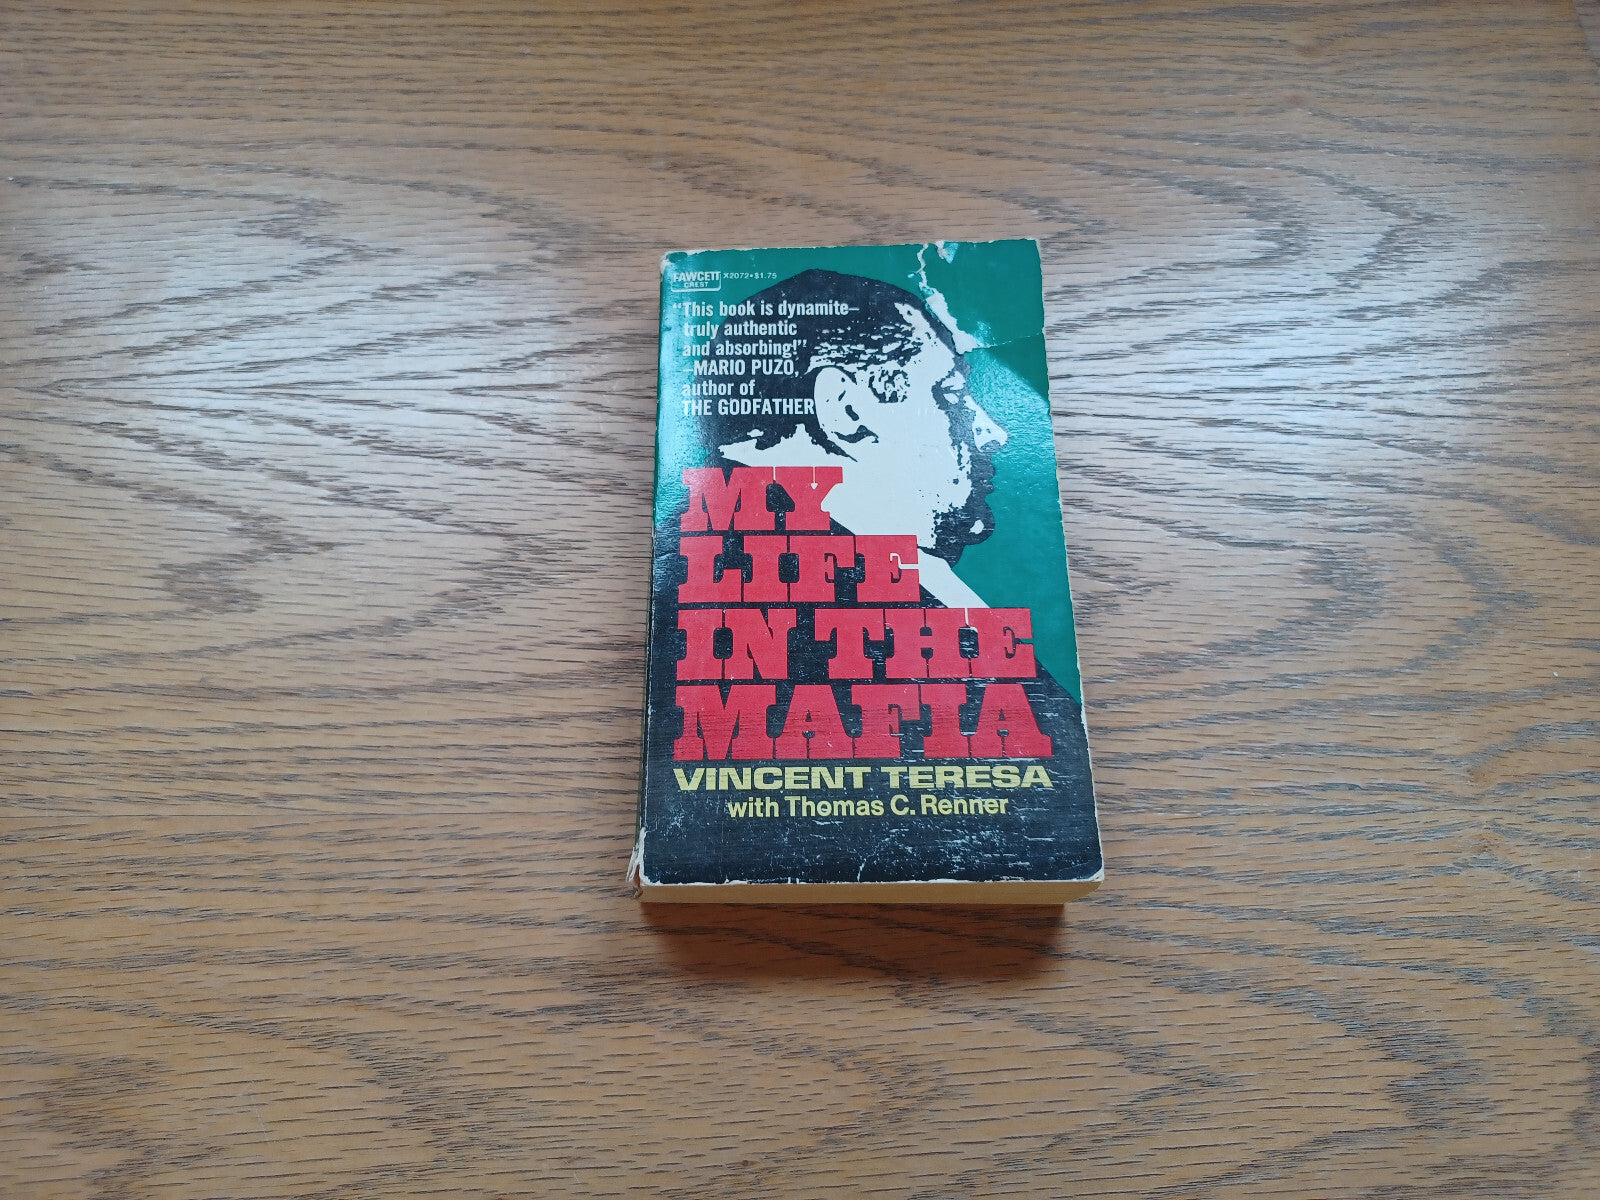 FAWCETT
CREST
X2072•$1.75
“This book is dynamite—
truly authentic
and absorbing!”
—MARIO PUZO,
author of
THE GODFATHER
MY
LIFE
IN THE
MAFIA
VINCENT TERESA
with Thomas C. Renner